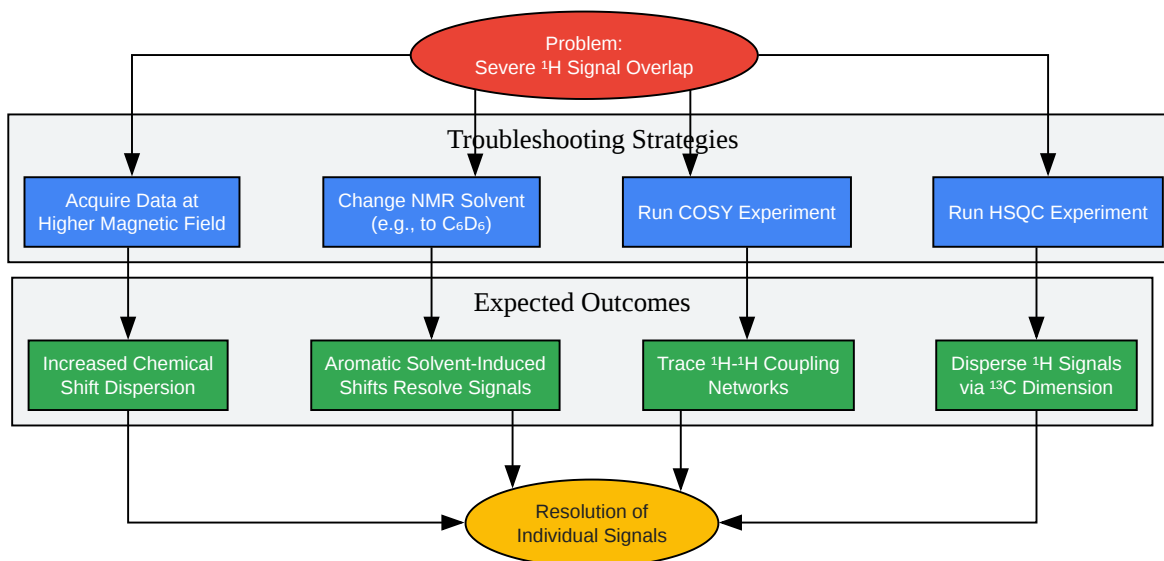 Problem:
Severe ¹H Signal Overlap
Troubleshooting Strategies
Acquire Data at
Higher Magnetic Field
Change NMR Solvent
(e.g., to C₆D₆)
Run COSY Experiment
Run HSQC Experiment
Expected Outcomes
Increased Chemical
Shift Dispersion
Aromatic Solvent-Induced
Shifts Resolve Signals
Trace ¹H-¹H Coupling
Networks
Disperse ¹H Signals
via ¹³C Dimension
Resolution of
Individual Signals